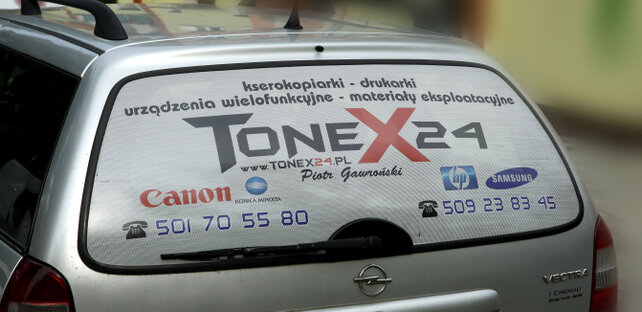 kserokopiarki - drukarki
urządzenia wielofunkcyjne - materiały eksploatacyjne
TONEX24
www.TONEX24.PL
Piotr Gawroński
Canon
KONICA MINOLTA
hp
SAMSUNG
501 70 55 80
509 23 83 45
VECTRA